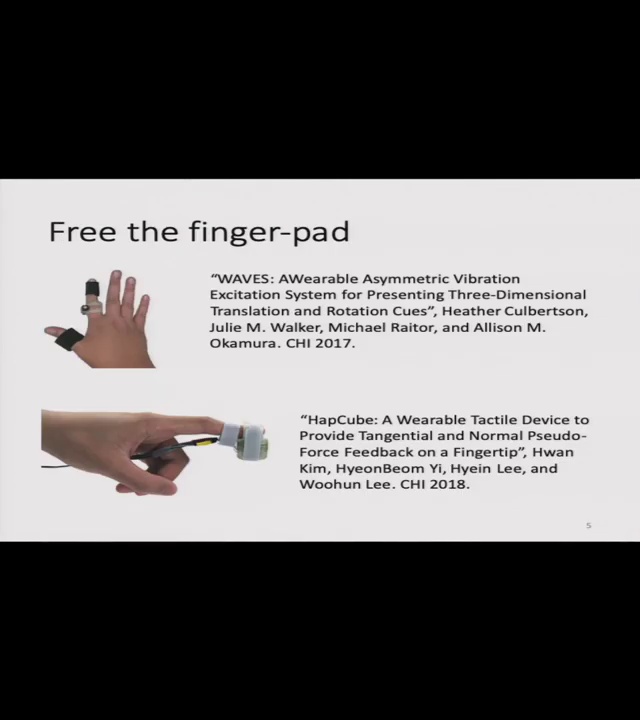 Free the finger-pad
“WAVES: AWearable Asymmetric Vibration
Excitation System for Presenting Three-Dimensional
Translation and Rotation Cues”, Heather Culbertson,
Julie M. Walker, Michael Raitor, and Allison M.
Okamura. CHI 2017.
“HapCube: A Wearable Tactile Device to
Provide Tangential and Normal Pseudo-
Force Feedback on a Fingertip”, Hwan
Kim, HyeonBeom Yi, Hyein Lee, and
Woohun Lee. CHI 2018.
5